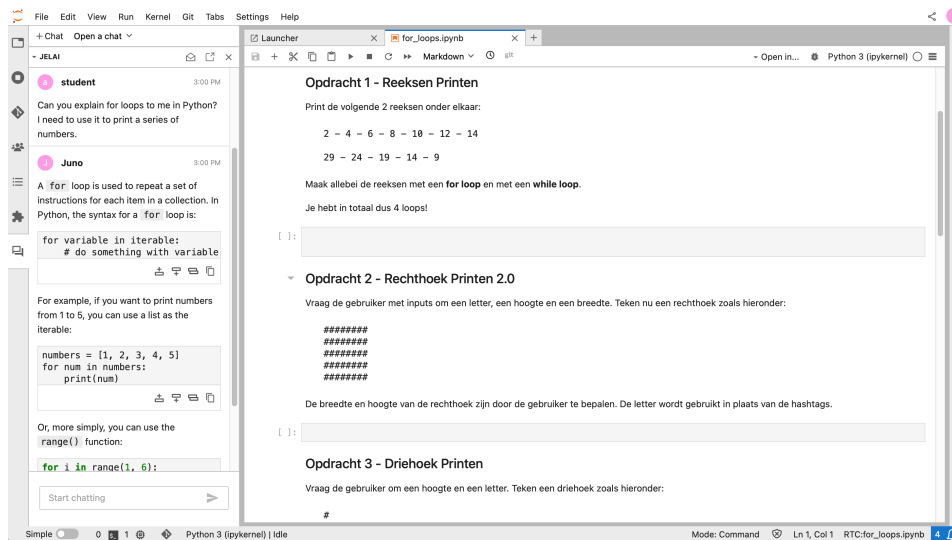 File Edit View Run Kernel Git Tabs Settings Help
+ Chat Open a chat
JELAI
a student 3:00 PM
Can you explain for loops to me in Python?
I need to use it to print a series of
numbers.
J Juno 3:00 PM
A for loop is used to repeat a set of
instructions for each item in a collection. In
Python, the syntax for a for loop is:
for variable in iterable:
# do something with variable
For example, if you want to print numbers
from 1 to 5, you can use a list as the
iterable:
numbers = [1, 2, 3, 4, 5]
for num in numbers:
print(num)
Or, more simply, you can use the
range() function:
for i in range(1, 6):
Start chatting
Launcher
for_loops.ipynb
Markdown
git
Open in...
Python 3 (ipykernel)
Opdracht 1 - Reeksen Printen
Print de volgende 2 reeksen onder elkaar:
2 – 4 – 6 – 8 – 10 – 12 – 14
29 – 24 – 19 – 14 – 9
Maak allebei de reeksen met een for loop en met een while loop.
Je hebt in totaal dus 4 loops!
[ ]:
Opdracht 2 - Rechthoek Printen 2.0
Vraag de gebruiker met inputs om een letter, een hoogte en een breedte. Teken nu een rechthoek zoals hieronder:
########
########
########
########
########
De breedte en hoogte van de rechthoek zijn door de gebruiker te bepalen. De letter wordt gebruikt in plaats van de hashtags.
[ ]:
Opdracht 3 - Driehoek Printen
Vraag de gebruiker om een hoogte en een letter. Teken een driehoek zoals hieronder:
#
Simple 0 1 Python 3 (ipykernel) | Idle Mode: Command Ln 1, Col 1 RTC:for_loops.ipynb 4